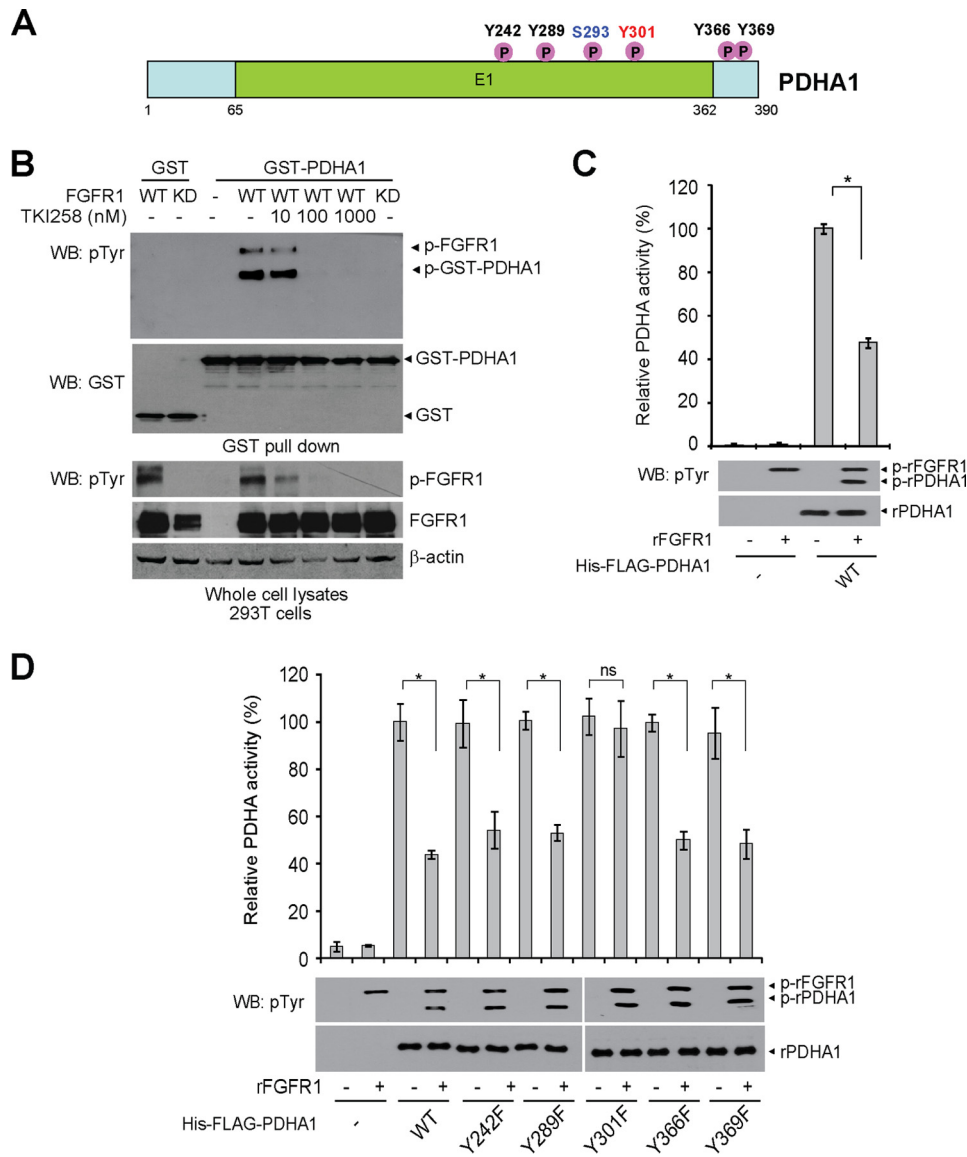 A
Y242 Y289 S293 Y301 Y366 Y369
P P P P P P
E1
PDHA1
1 65 362 390
B
GST GST-PDHA1
FGFR1 WT KD - WT WT WT WT KD
TKI258 (nM) - - - - 10 100 1000 -
WB: pTyr
p-FGFR1
p-GST-PDHA1
WB: GST
GST-PDHA1
GST
GST pull down
WB: pTyr p-FGFR1
FGFR1
β-actin
Whole cell lysates
293T cells
C
Relative PDHA activity (%)
120
100
80
60
40
20
0
*
WB: pTyr
p-rFGFR1
p-rPDHA1
rPDHA1
rFGFR1 - + - +
His-FLAG-PDHA1 - WT
D
Relative PDHA activity (%)
120
100
80
60
40
20
0
* * * ns * *
WB: pTyr
p-rFGFR1
p-rPDHA1
rPDHA1
rFGFR1 - + - + - + - + - + - + - +
His-FLAG-PDHA1 - WT Y242F Y289F Y301F Y366F Y369F